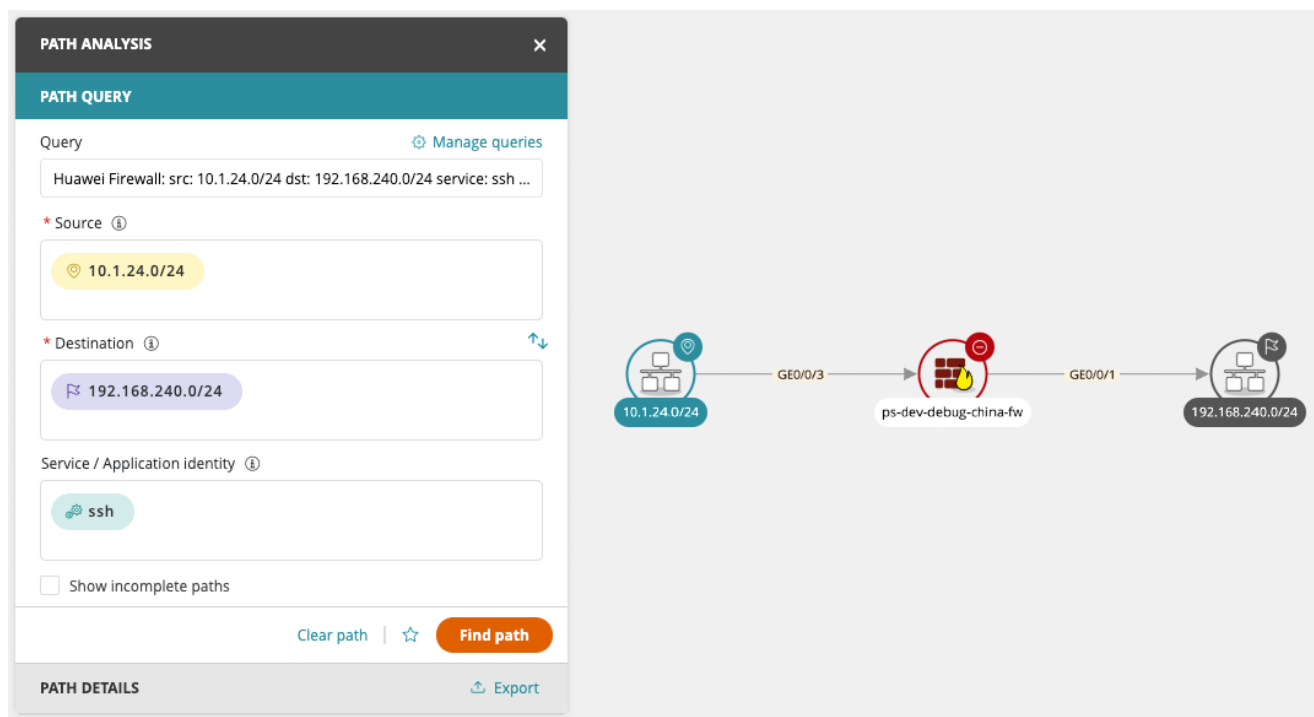 PATH ANALYSIS
PATH QUERY
Query
Manage queries
Huawei Firewall: src: 10.1.24.0/24 dst: 192.168.240.0/24 service: ssh ...
* Source
10.1.24.0/24
* Destination
192.168.240.0/24
Service / Application identity
ssh
Show incomplete paths
Clear path
Find path
PATH DETAILS
Export
GE0/0/3
GE0/0/1
10.1.24.0/24
ps-dev-debug-china-fw
192.168.240.0/24